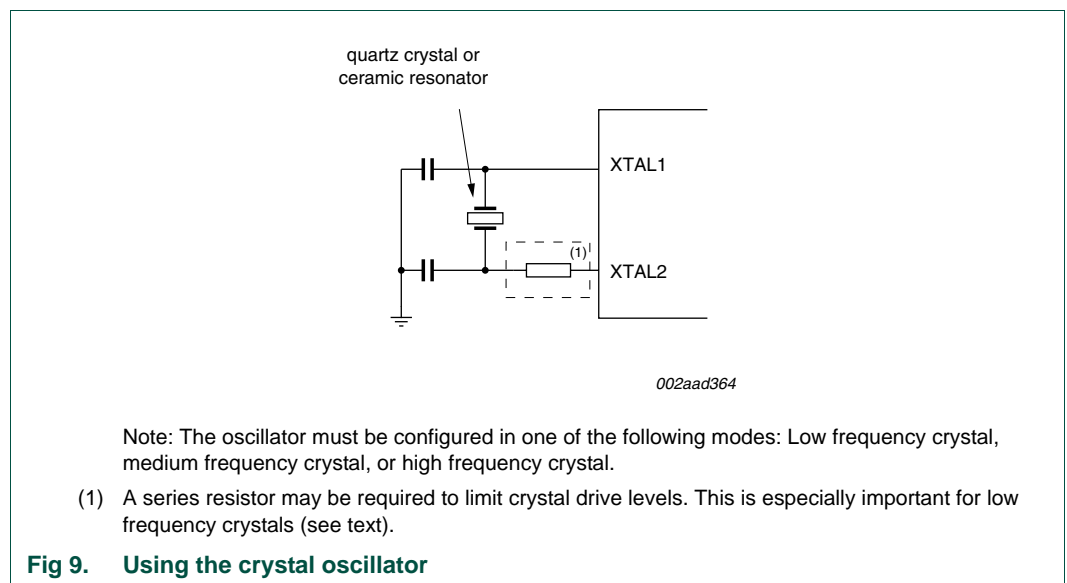 quartz crystal or
ceramic resonator
XTAL1
(1)
XTAL2
002aad364
Note: The oscillator must be configured in one of the following modes: Low frequency crystal,
medium frequency crystal, or high frequency crystal.
(1) A series resistor may be required to limit crystal drive levels. This is especially important for low
frequency crystals (see text).
Fig 9. Using the crystal oscillator